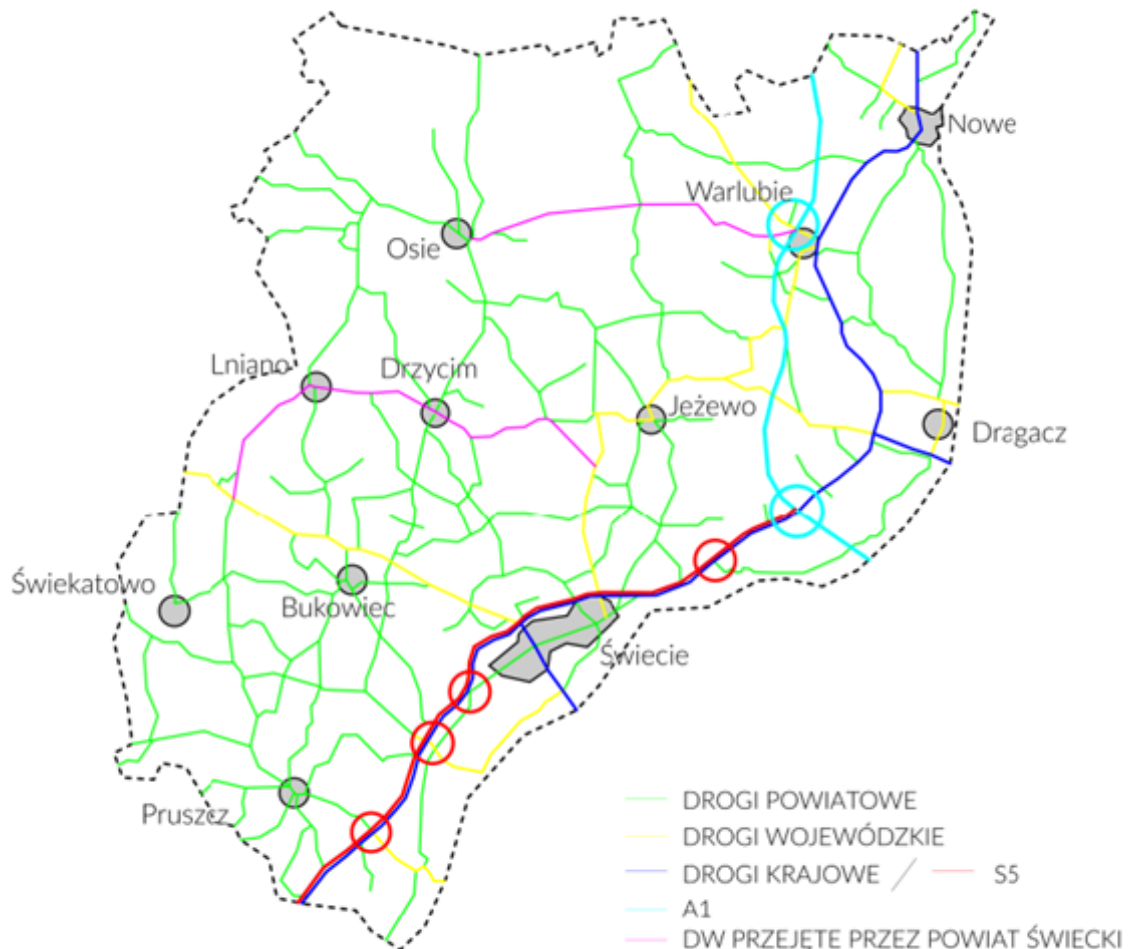 Nowe
Warlubie
Osie
Lniano
Drzycim
Jeżewo
Dragacz
Świekatowo
Bukowiec
Świecie
Pruszcz
DROGI POWIATOWE
DROGI WOJEWÓDZKIE
DROGI KRAJOWE / S5
A1
DW PRZEJĘTE PRZEZ POWIAT ŚWIECKI